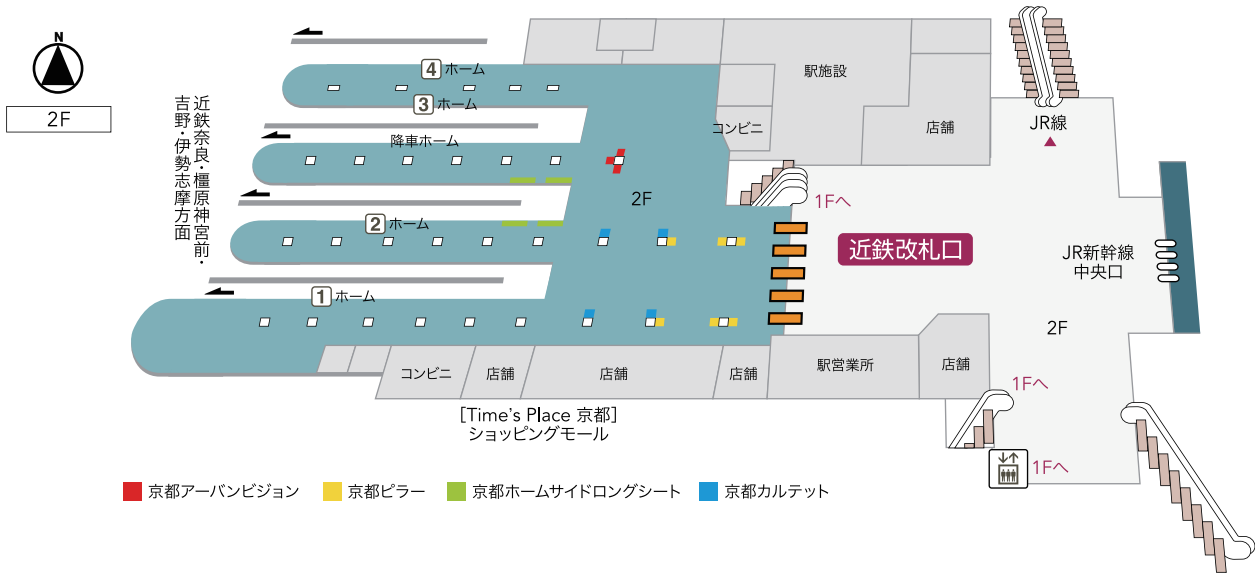 N
2F
近鉄奈良・橿原神宮前・
吉野・伊勢志摩方面
4 ホーム
3 ホーム
降車ホーム
2 ホーム
1 ホーム
駅施設
コンビニ
店舗
JR線
2F
1Fへ
近鉄改札口
JR新幹線
中央口
2F
コンビニ
店舗
店舗
店舗
駅営業所
店舗
1Fへ
1Fへ
[Time's Place 京都]
ショッピングモール
京都アーバンビジョン
京都ピラー
京都ホームサイドロングシート
京都カルテット